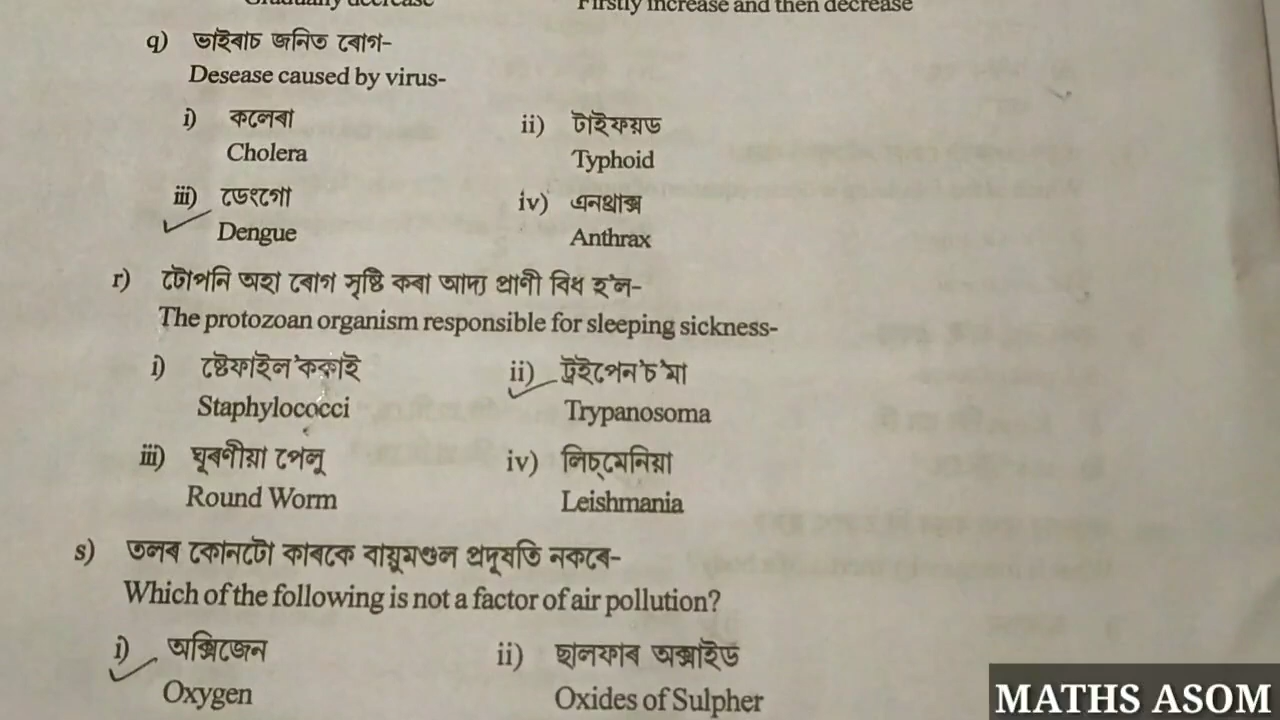 Gradually decrease Firstly increase and then decrease
q) ভাইৰাচ জনিত ৰোগ-
Desease caused by virus-
i) কলেৰা ii) টাইফয়ড
Cholera Typhoid
iii) ডেংগো iv) এনথ্ৰাক্স
Dengue Anthrax
r) টোপনি অহা ৰোগ সৃষ্টি কৰা আদ্য প্ৰাণী বিধ হ'ল-
The protozoan organism responsible for sleeping sickness-
i) ষ্টেফাইল'কক্কাই ii) ট্ৰইপেন'চ'মা
Staphylococci Trypanosoma
iii) ঘূৰণীয়া পেলু iv) লিচ্‌মেনিয়া
Round Worm Leishmania
s) তলৰ কোনটো কাৰকে বায়ুমণ্ডল প্ৰদূষতি নকৰে-
Which of the following is not a factor of air pollution?
i) অক্সিজেন ii) ছালফাৰ অক্সাইড
Oxygen Oxides of Sulpher
MATHS ASOM